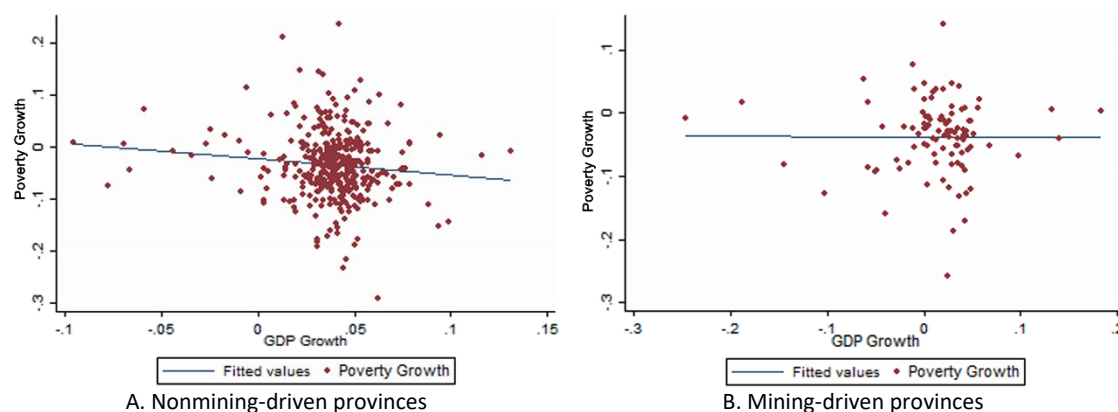 .2
.1
0
-.1
-.2
-.3
Poverty Growth
-.1
0
.05
.1
.15
GDP Growth
Fitted values
Poverty Growth
A. Nonmining-driven provinces
.1
0
-.1
-.2
-.3
Poverty Growth
-.3
-.2
-.1
0
.1
.2
GDP Growth
Fitted values
Poverty Growth
B. Mining-driven provinces